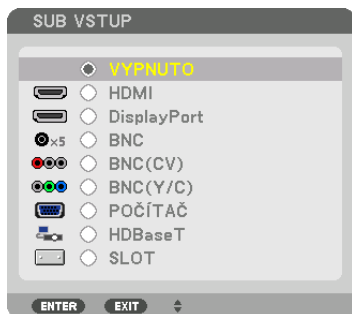 SUB VSTUP
VYPNUTO
HDMI
DisplayPort
×5 BNC
BNC(CV)
BNC(Y/C)
POČÍTAČ
HDBaseT
SLOT
ENTER EXIT